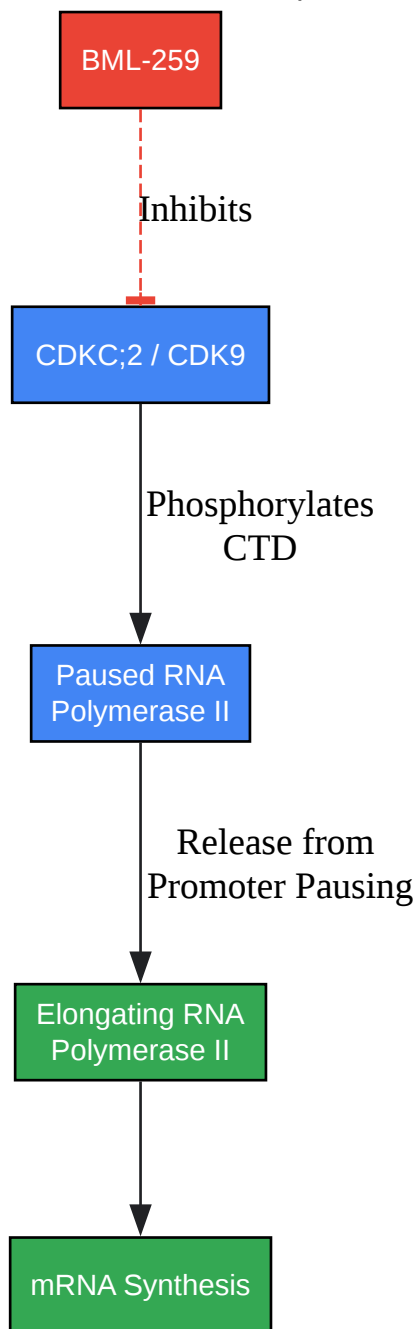 BML-259
Inhibits
CDKC;2 / CDK9
Phosphorylates
CTD
Paused RNA
Polymerase II
Release from
Promoter Pausing
Elongating RNA
Polymerase II
mRNA Synthesis